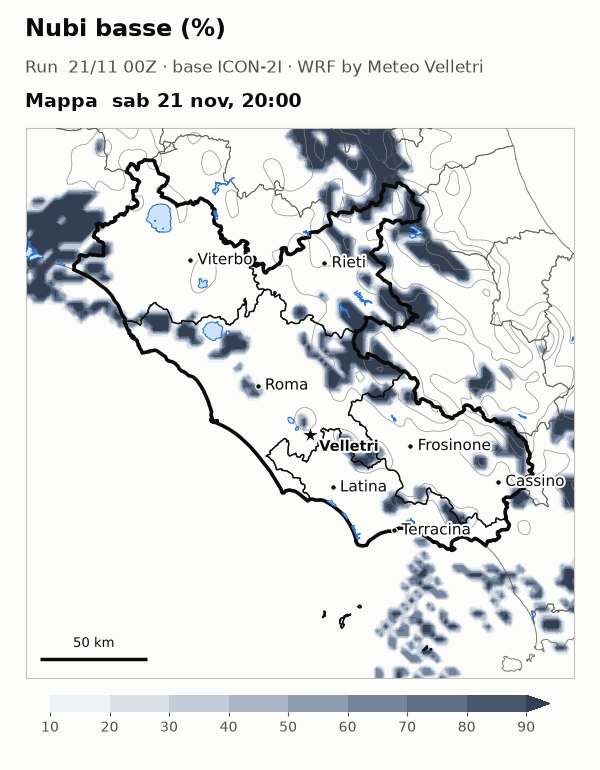 Nubi basse (%)
Run  21/11 00Z · base ICON-2I · WRF by Meteo Velletri
Mappa  sab 21 nov, 20:00
Viterbo
Rieti
Roma
Velletri
Frosinone
Latina
Cassino
Terracina
50 km
10 20 30 40 50 60 70 80 90